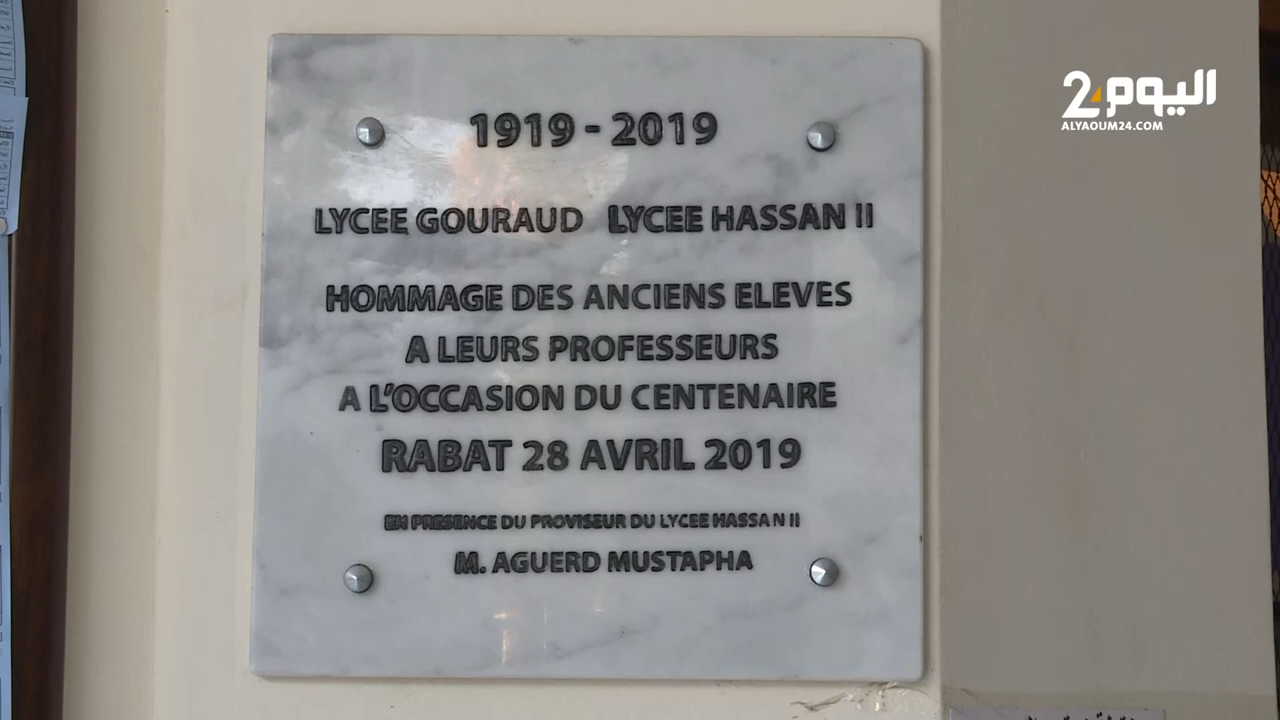 1919 - 2019
LYCEE GOURAUD LYCEE HASSAN II
HOMMAGE DES ANCIENS ELEVES
A LEURS PROFESSEURS
A L'OCCASION DU CENTENAIRE
RABAT 28 AVRIL 2019
EN PRESENCE DU PROVISEUR DU LYCEE HASSAN II
M. AGUERD MUSTAPHA
اليوم 24
ALYAOUM24.COM